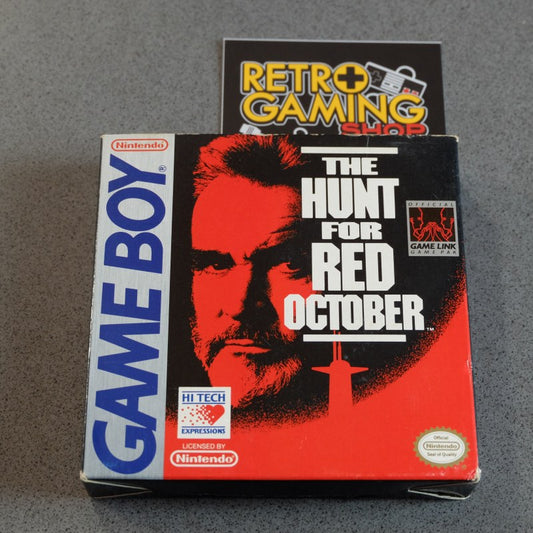 RETRO
GAMING
SHOP
Nintendo®
GAME BOY®
THE
HUNT
FOR
RED
OCTOBER™
OFFICIAL
GAME LINK
GAME PAK
HI TECH
EXPRESSIONS
LICENSED BY
Nintendo
Official
Nintendo
Seal of Quality